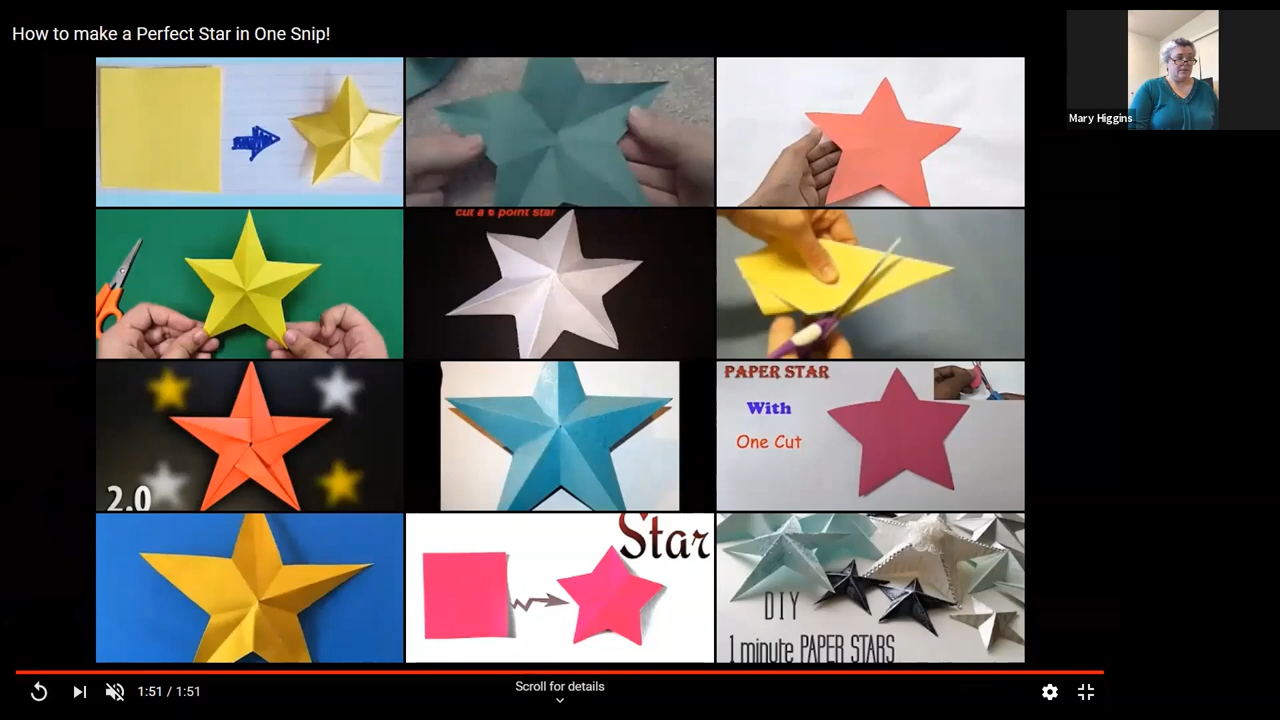 How to make a Perfect Star in One Snip!
Mary Higgins
cut a 6 point star
PAPER STAR
With
One Cut
2.0
Star
DIY
1 minute PAPER STARS
1:51 / 1:51
Scroll for details